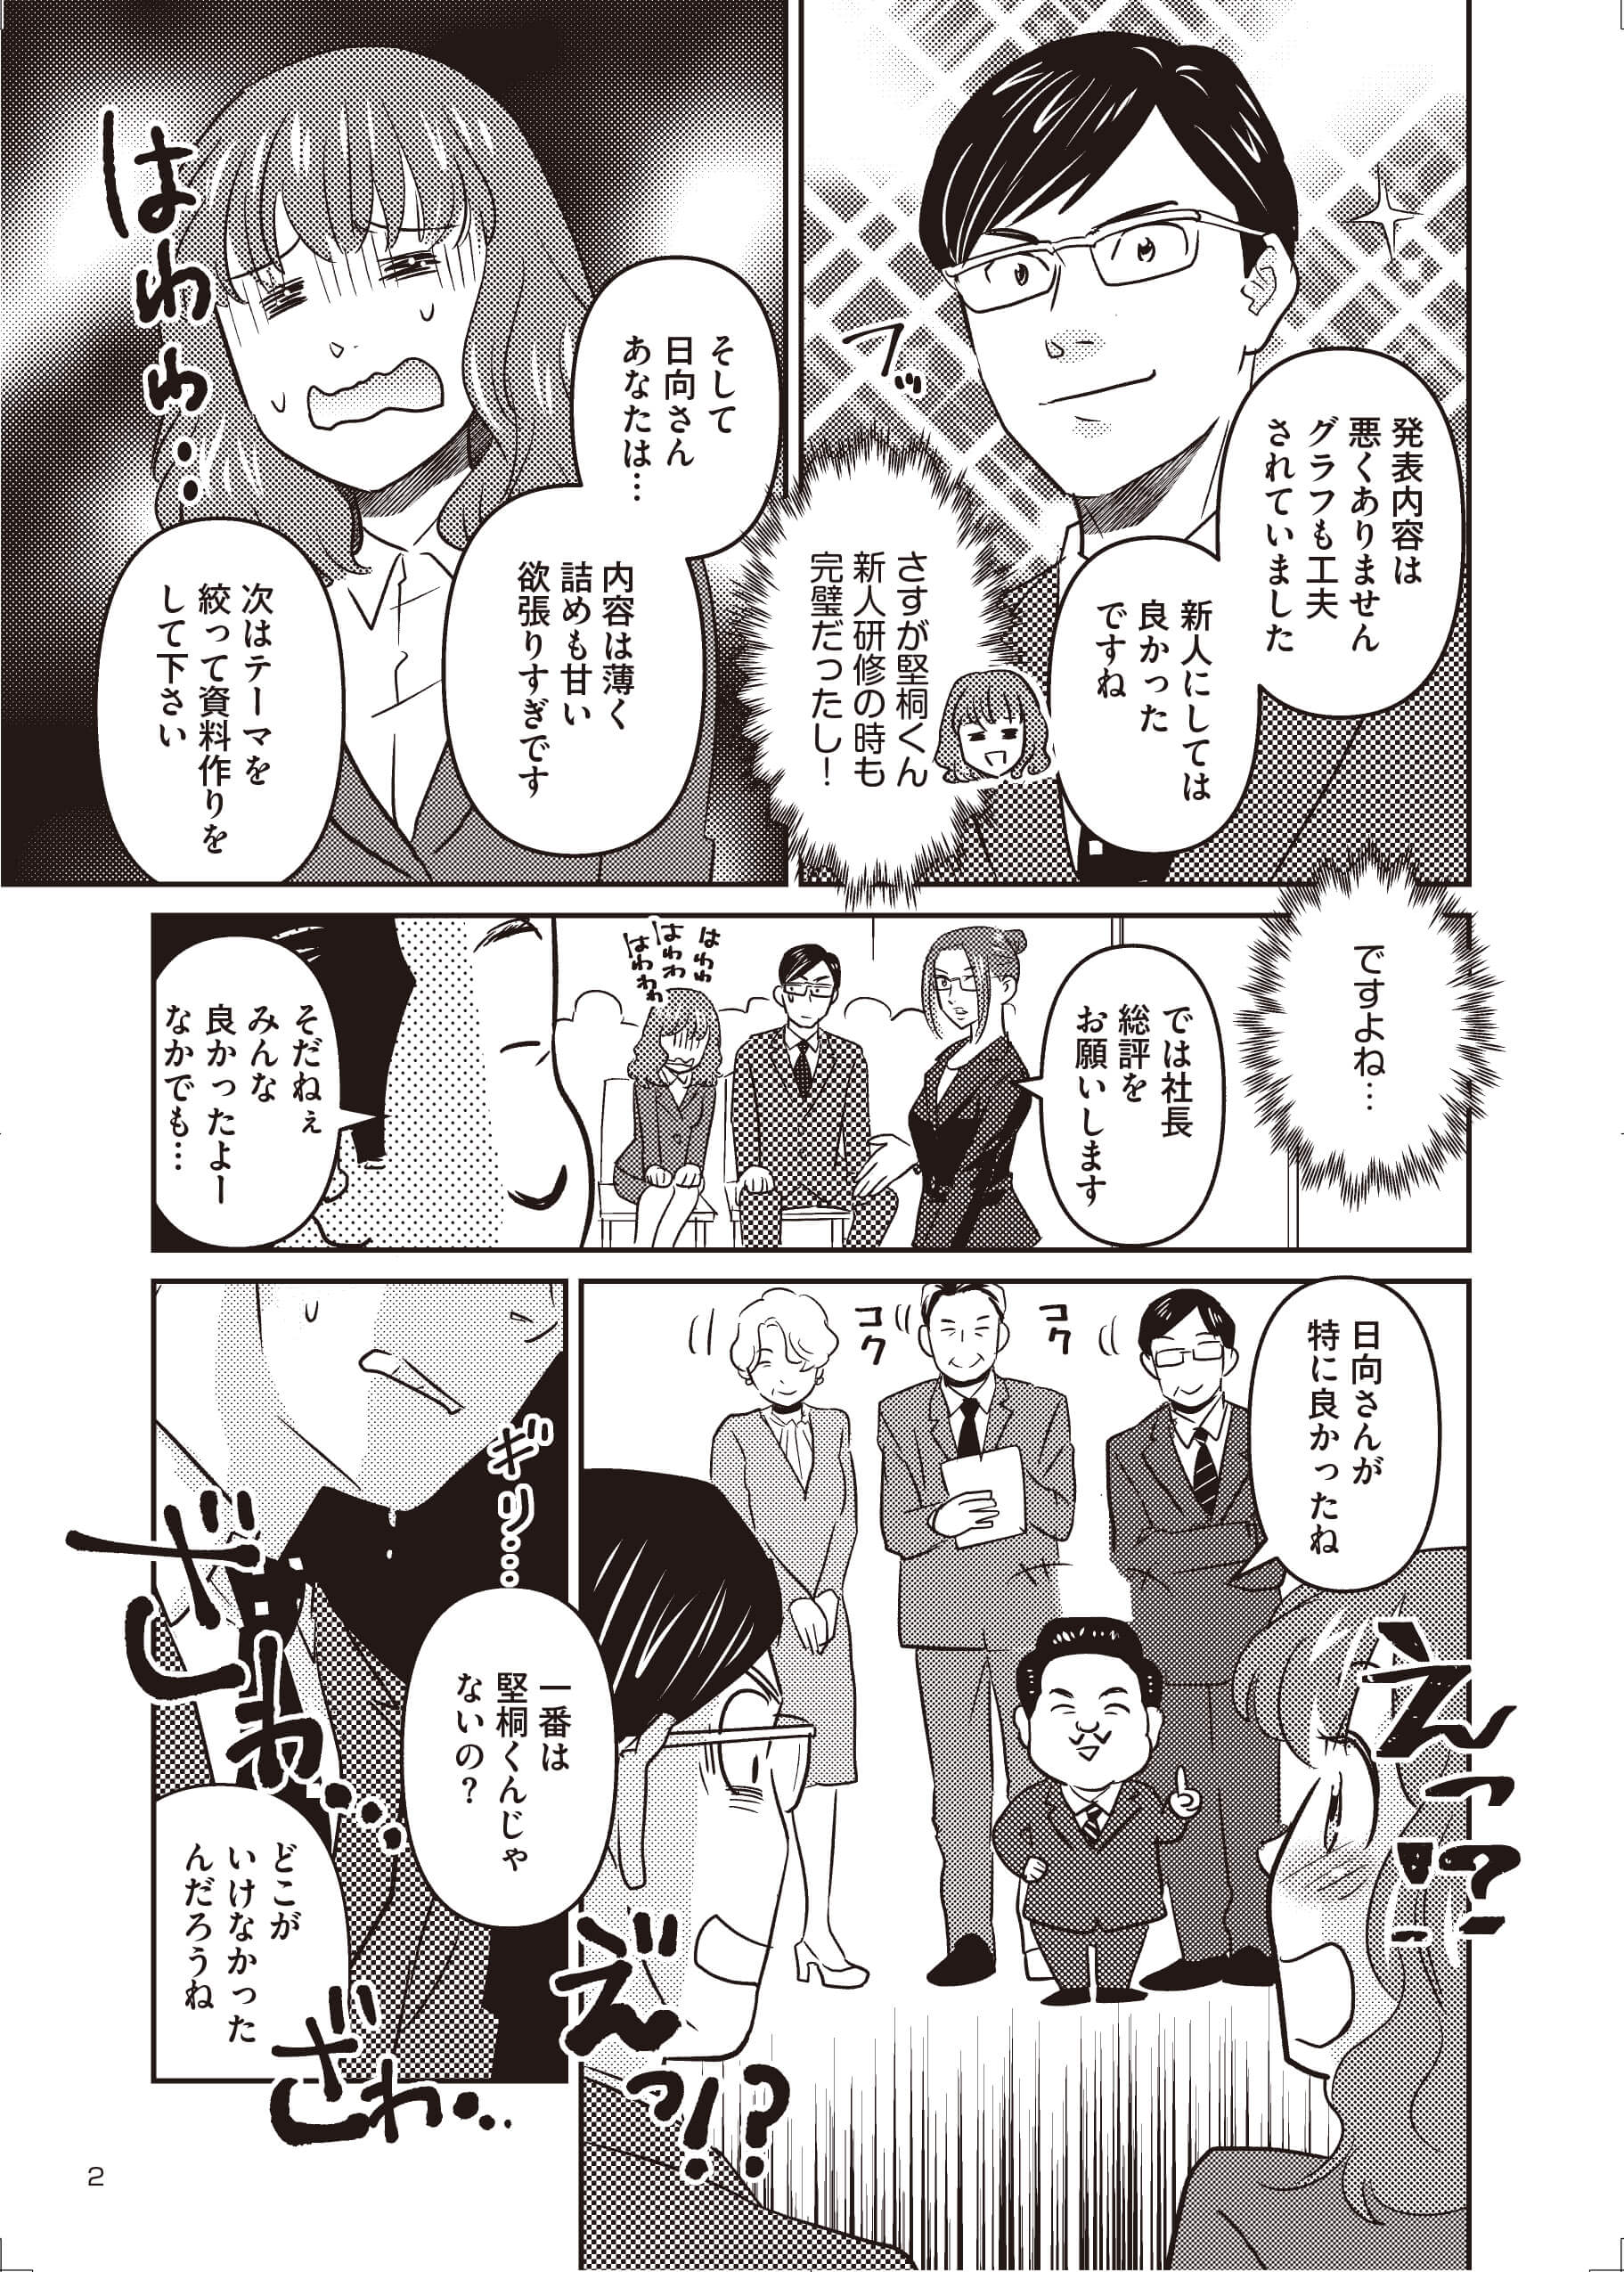 発表内容は
悪くありません
グラフも工夫
されていました
新人にしては
良かった
ですね
フッ
さすが堅桐くん
新人研修の時も
完璧だったし！
そして
日向さん
あなたは…
内容は薄く
詰めも甘い
欲張りすぎです
次はテーマを
絞って資料作りを
して下さい
はわわ…
ですよね…
では社長
総評を
お願いします
はわわ
はわわわ
はわわわ
そだねぇ
みんな
良かったよー
なかでも…
日向さんが
特に良かったね
コク
コク
えっ!?
えっ!?
ギリ…
一番は
堅桐くんじゃ
ないの？
ざわ…
どこが
いけなかった
んだろうね
ざわ…
2